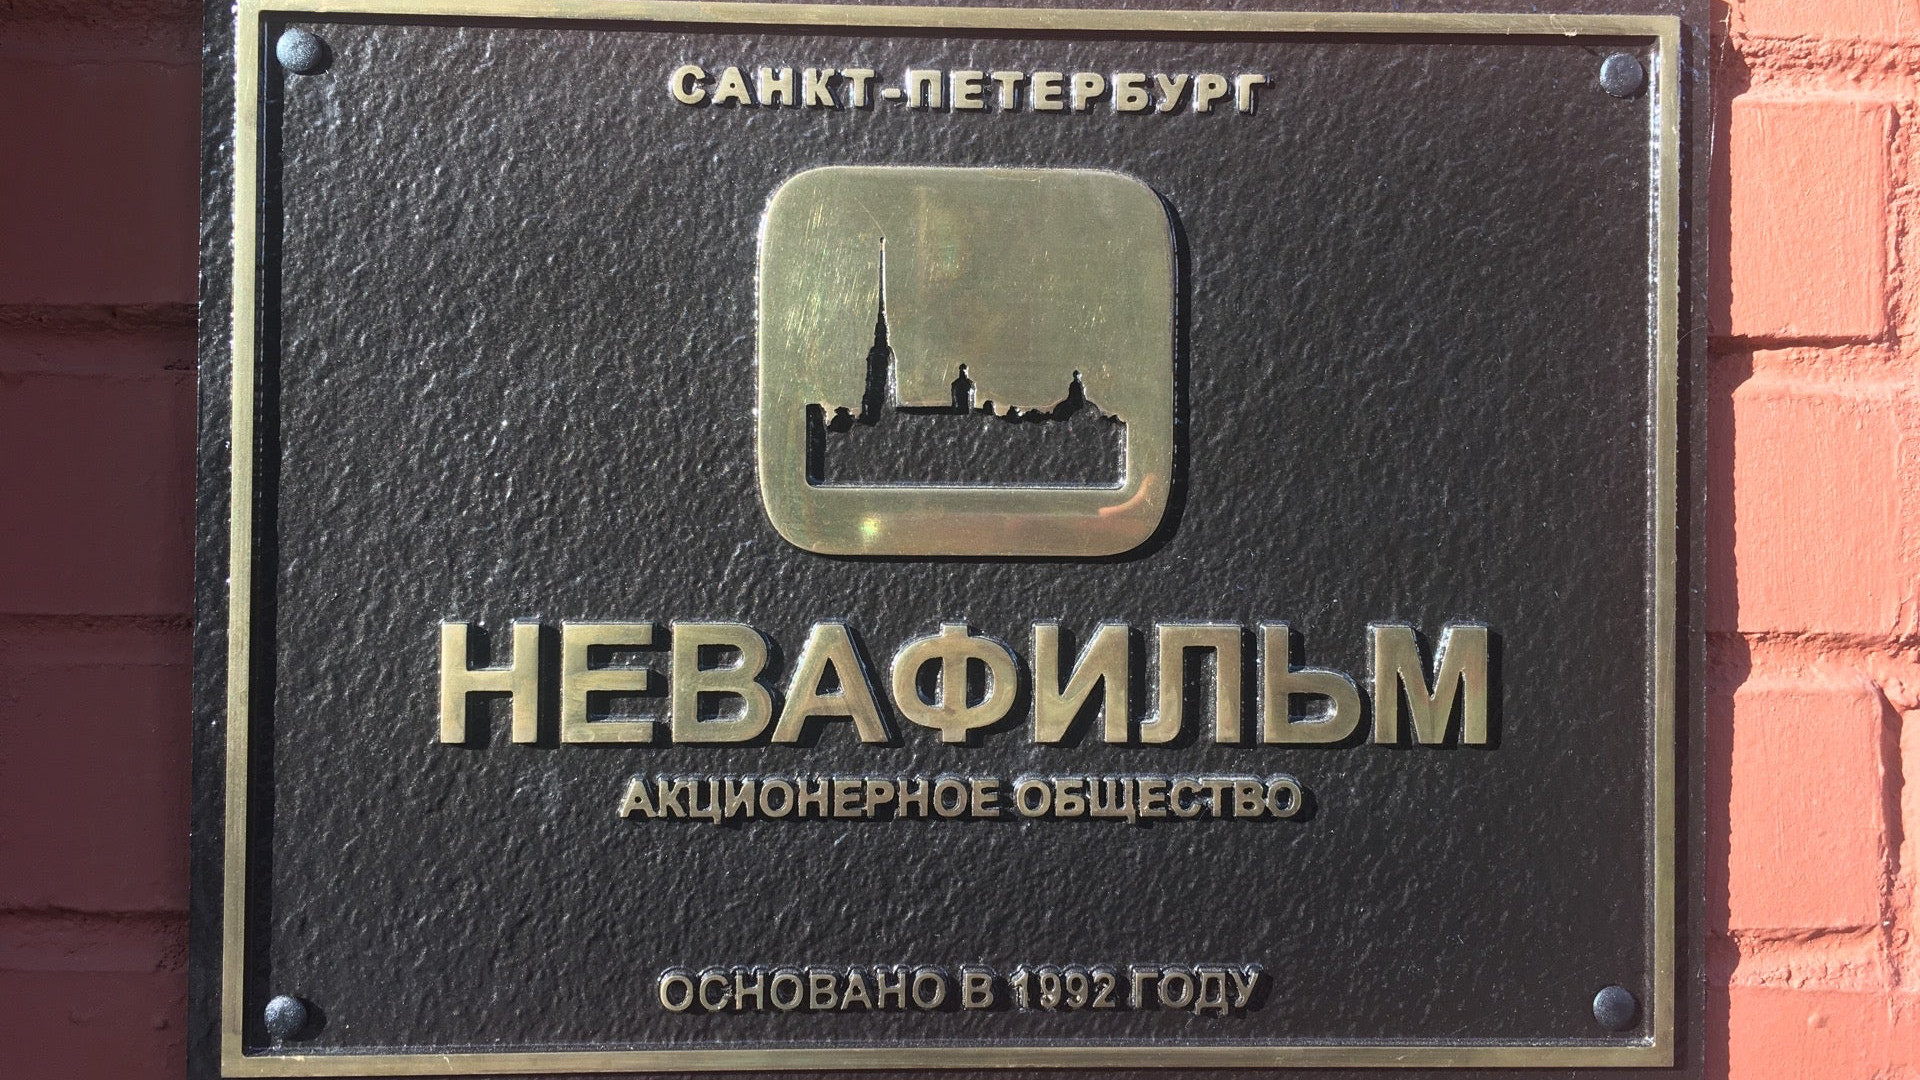 САНКТ-ПЕТЕРБУРГ
НЕВАФИЛЬМ
АКЦИОНЕРНОЕ ОБЩЕСТВО
ОСНОВАНО В 1992 ГОДУ